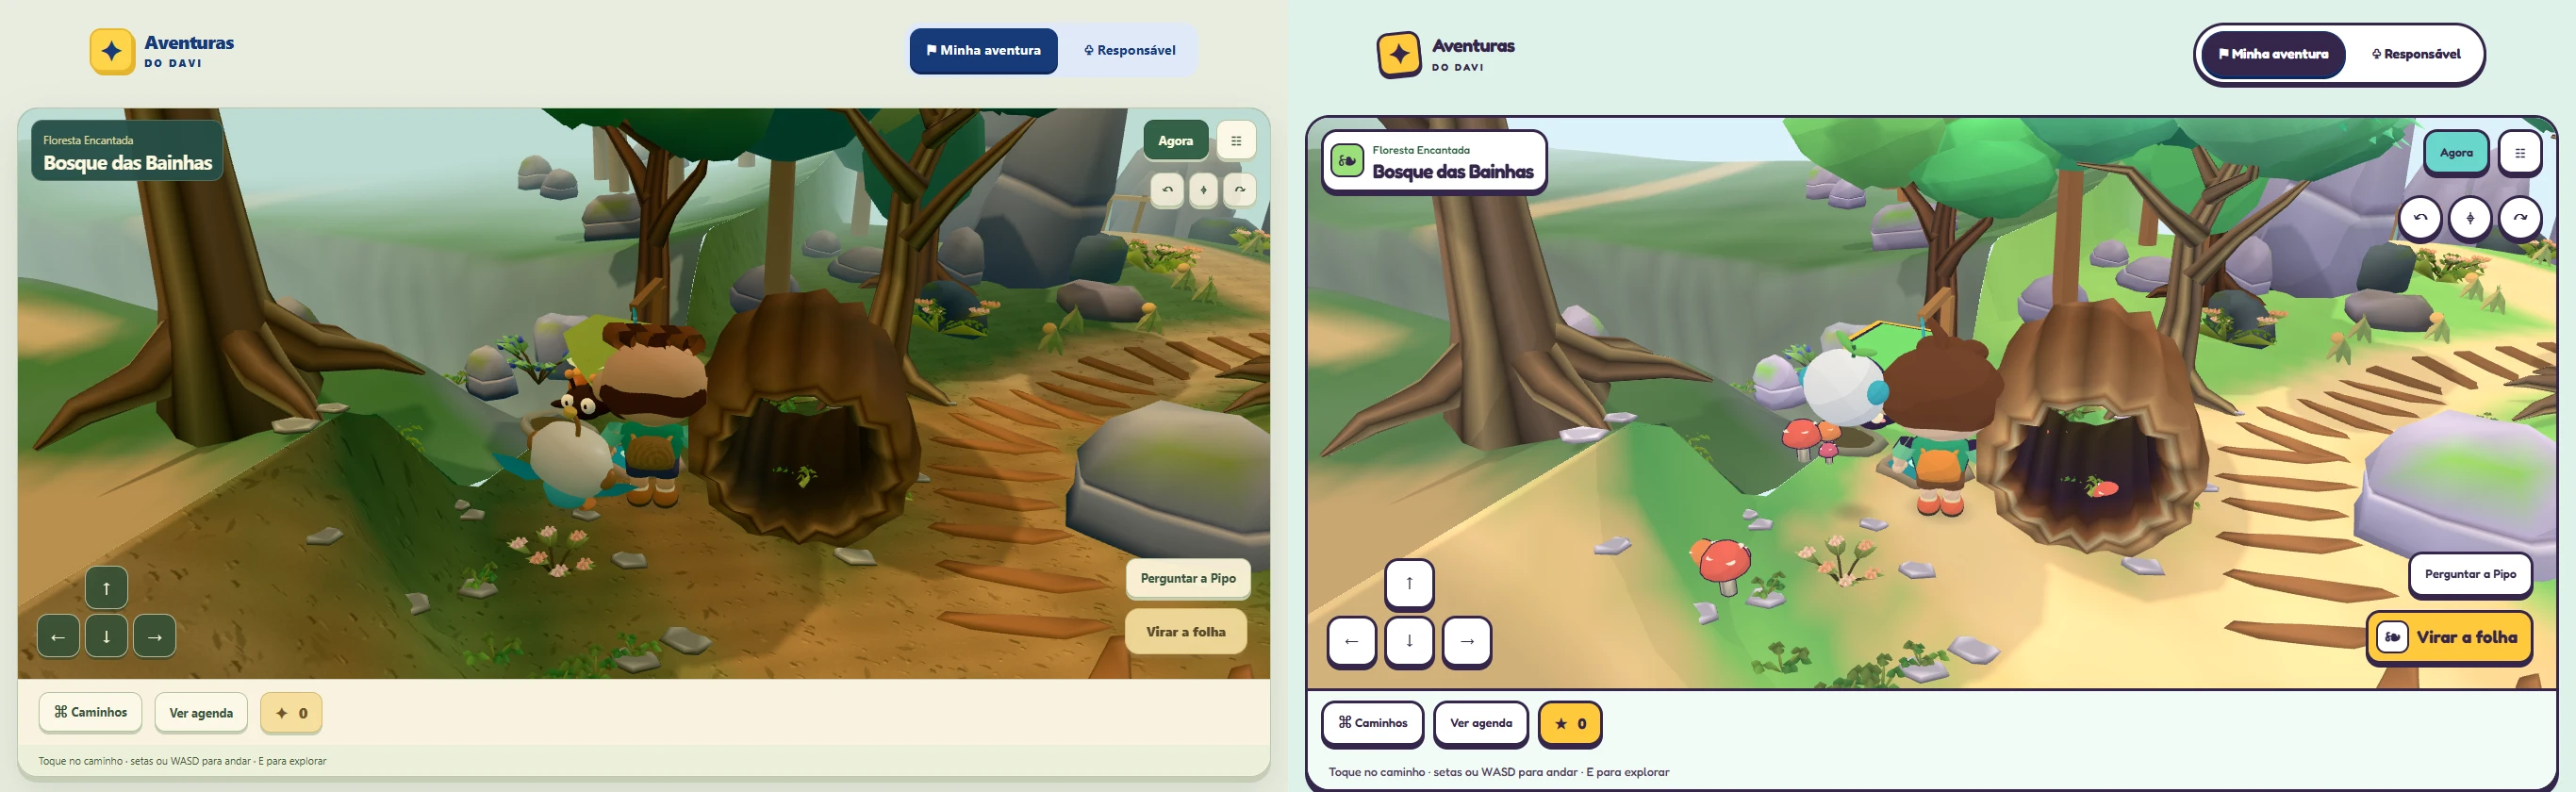 Aventuras
DO DAVI
Minha aventura
Responsável
Floresta Encantada
Bosque das Bainhas
Agora
Perguntar a Pipo
Virar a folha
Caminhos
Ver agenda
0
Toque no caminho · setas ou WASD para andar · E para explorar
Aventuras
DO DAVI
Minha aventura
Responsável
Floresta Encantada
Bosque das Bainhas
Agora
Perguntar a Pipo
Virar a folha
Caminhos
Ver agenda
0
Toque no caminho · setas ou WASD para andar · E para explorar